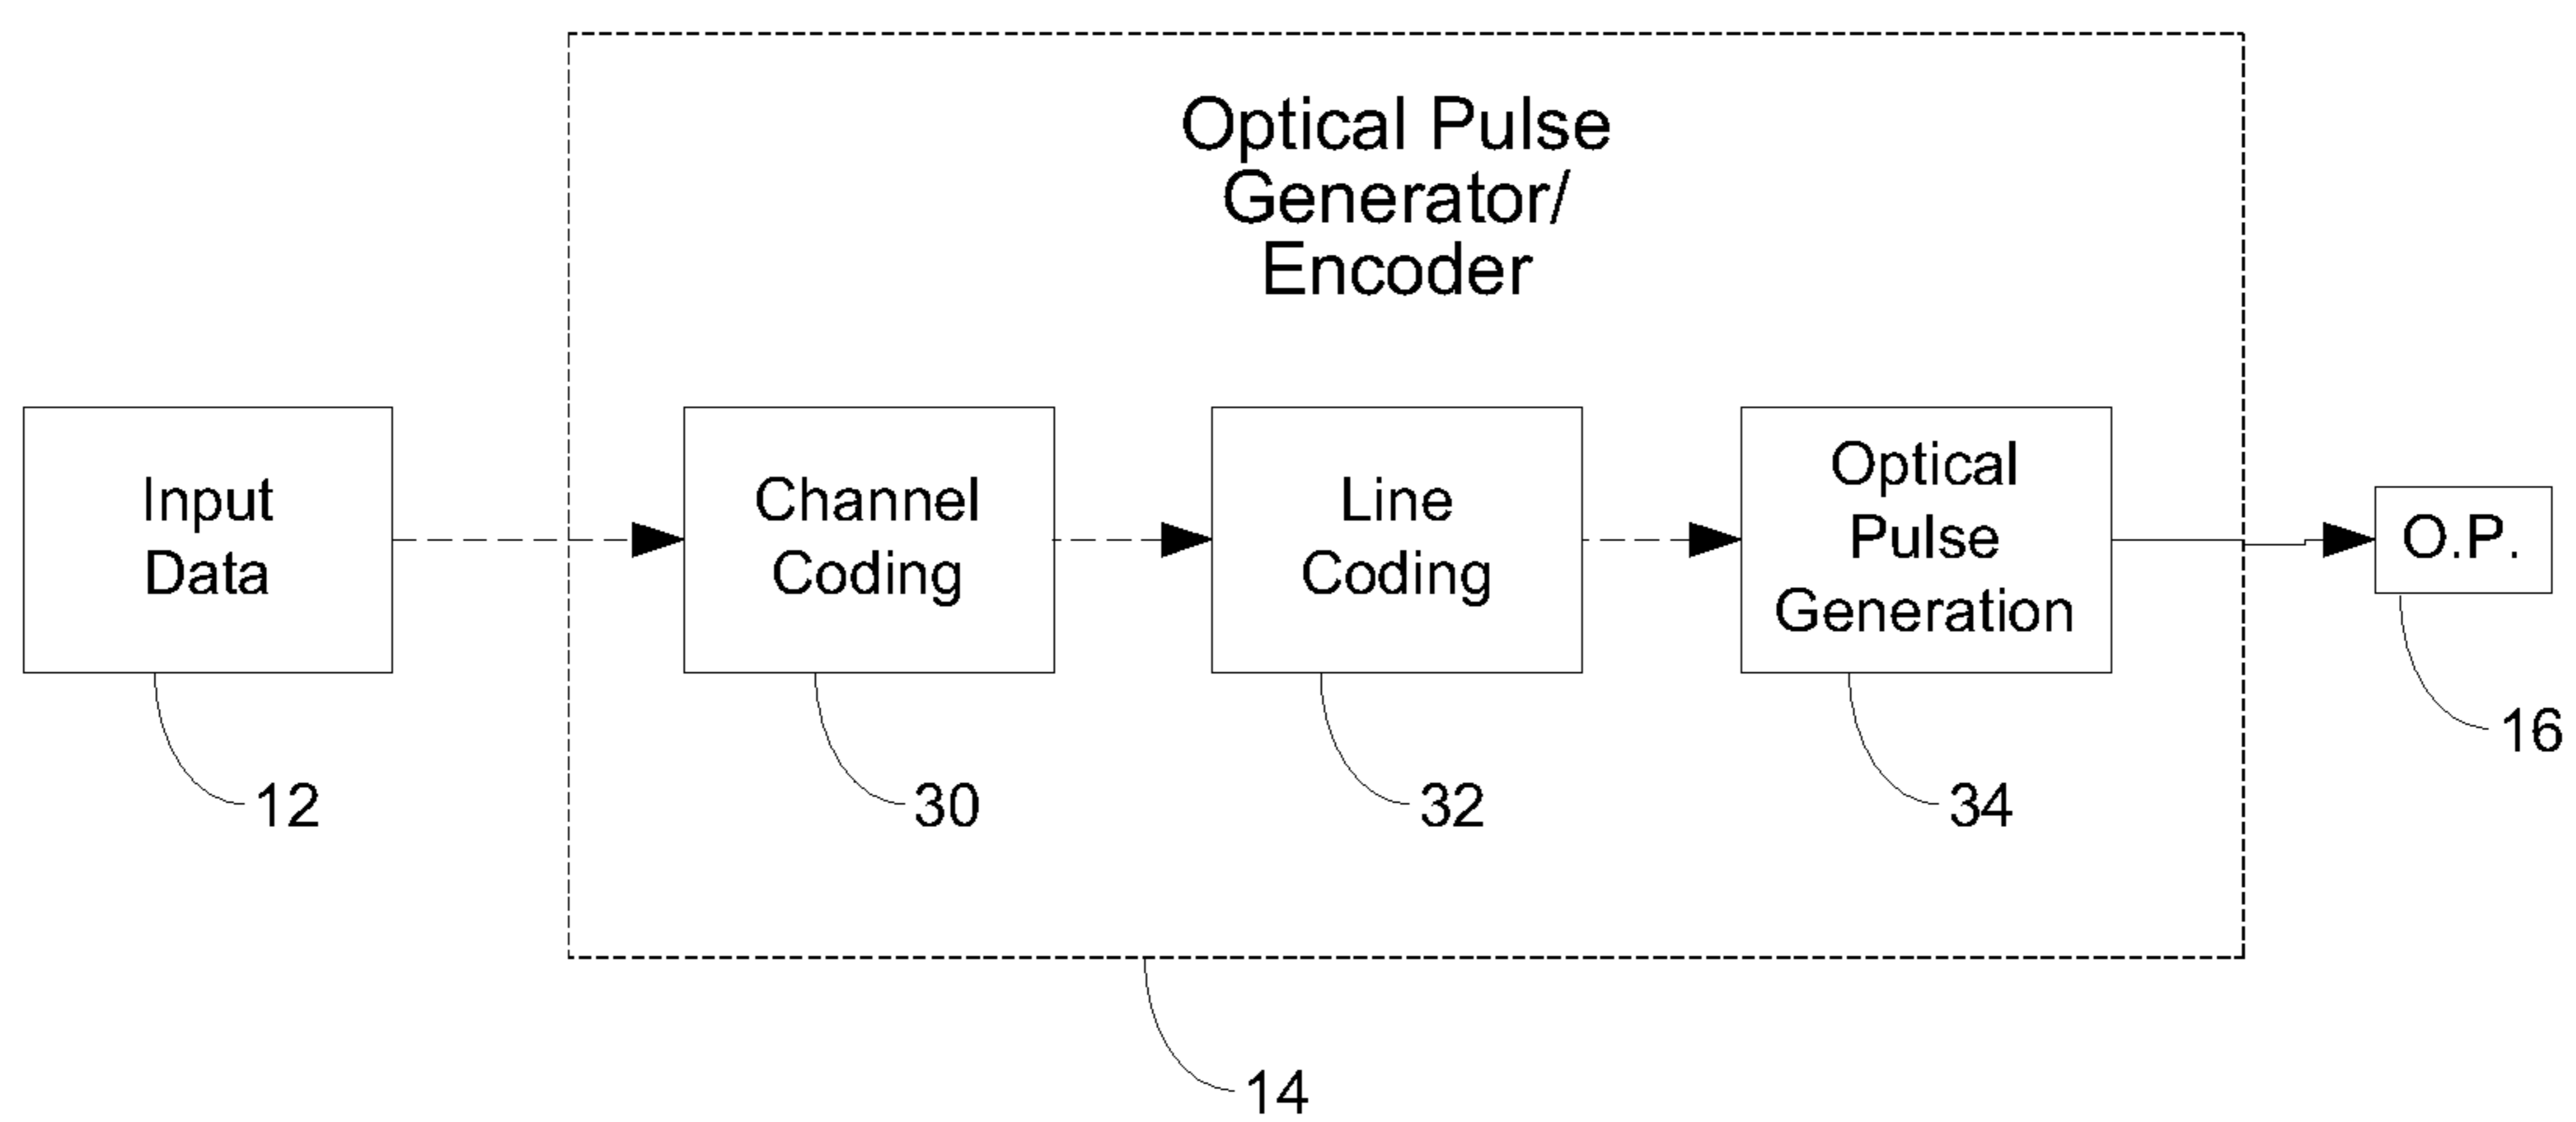 Optical Pulse
Generator/
Encoder
Input
Data
Channel
Coding
Line
Coding
Optical
Pulse
Generation
O.P.
12
30
32
34
16
14